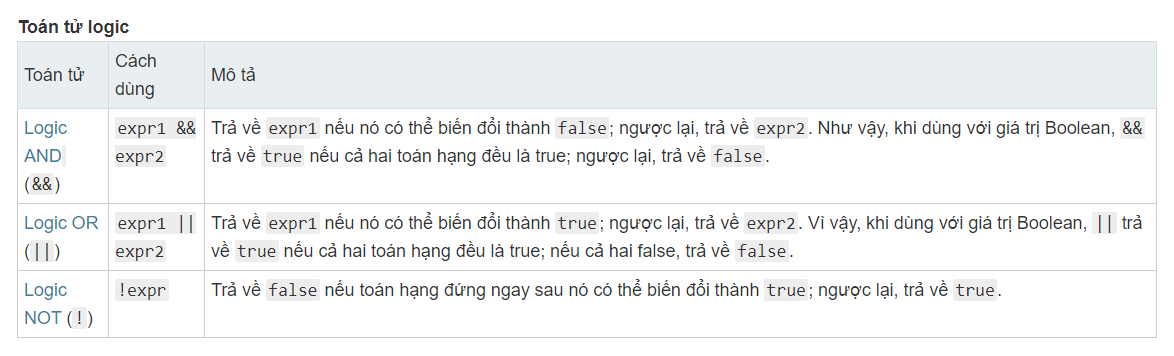 Toán tử logic
Toán tử
Cách
dùng
Mô tả
Logic
AND
(&&)
expr1 &&
expr2
Trả về expr1 nếu nó có thể biến đổi thành false; ngược lại, trả về expr2. Như vậy, khi dùng với giá trị Boolean, &&
trả về true nếu cả hai toán hạng đều là true; ngược lại, trả về false.
Logic OR
(||)
expr1 ||
expr2
Trả về expr1 nếu nó có thể biến đổi thành true; ngược lại, trả về expr2. Vì vậy, khi dùng với giá trị Boolean, || trả
về true nếu cả hai toán hạng đều là true; nếu cả hai false, trả về false.
Logic
NOT (!)
!expr
Trả về false nếu toán hạng đứng ngay sau nó có thể biến đổi thành true; ngược lại, trả về true.